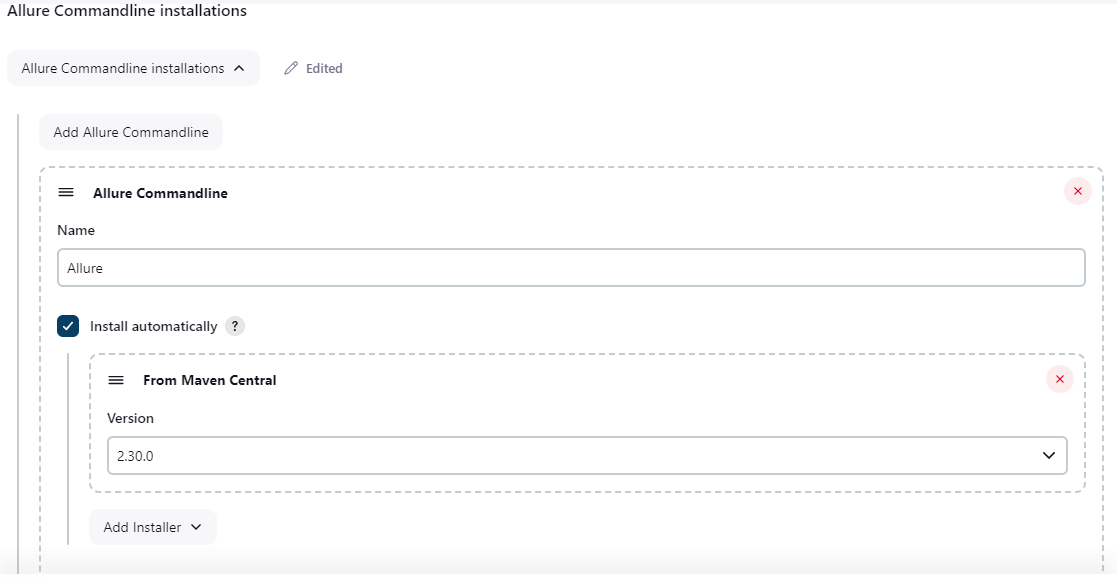 Allure Commandline installations
Allure Commandline installations Edited
Add Allure Commandline
Allure Commandline
Name
Allure
Install automatically ?
From Maven Central
Version
2.30.0
Add Installer